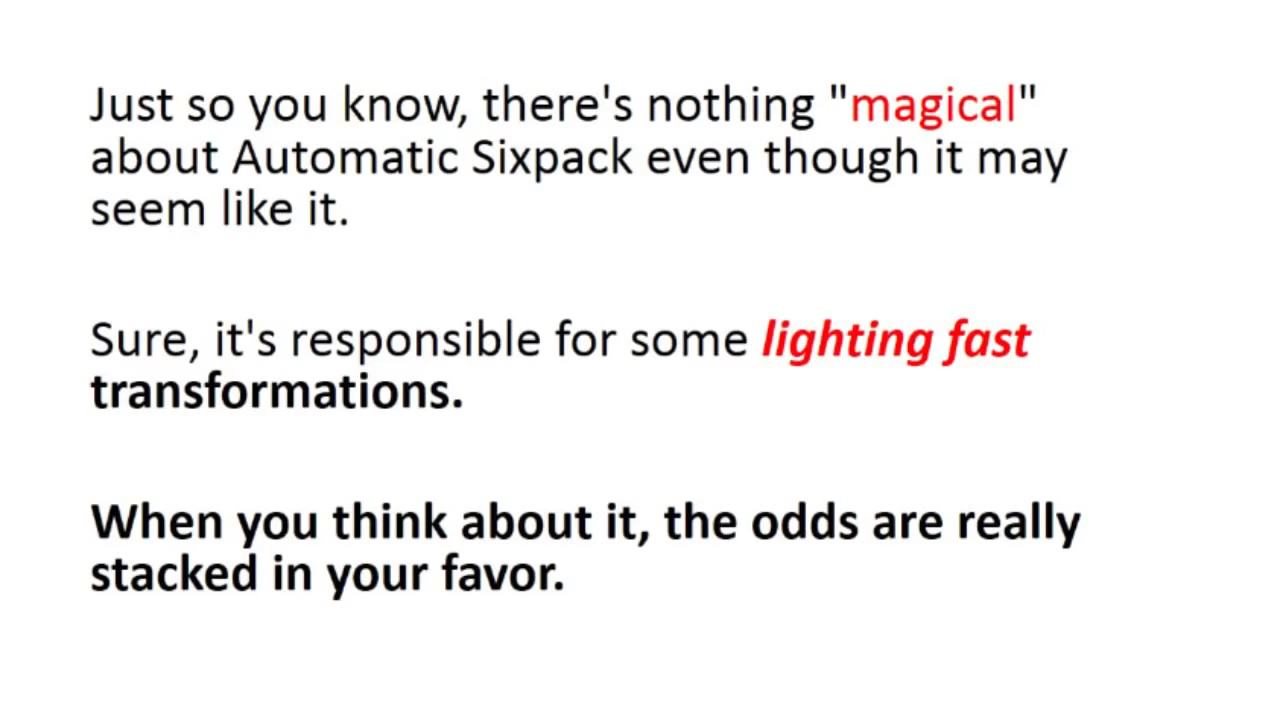 Just so you know, there's nothing "magical"
about Automatic Sixpack even though it may
seem like it.
Sure, it's responsible for some lighting fast
transformations.
When you think about it, the odds are really
stacked in your favor.